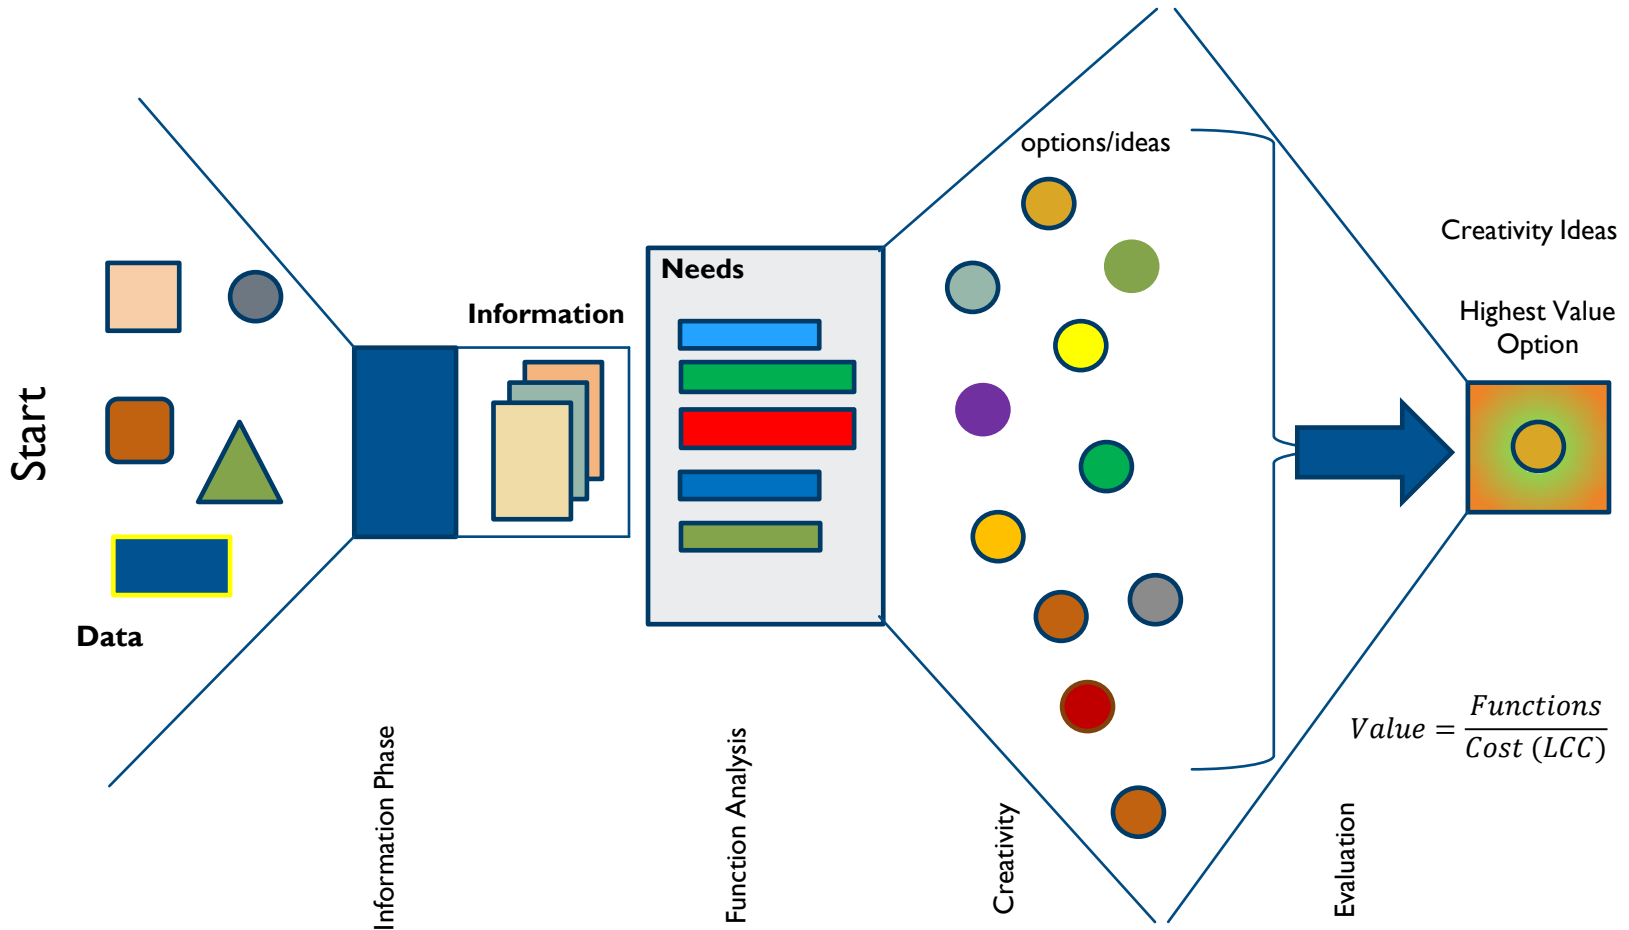 Start
Data
Information Phase
Information
Needs
Function Analysis
options/ideas
Creativity
Creativity Ideas
Highest Value
Option
Value = Functions / Cost (LCC)
Evaluation